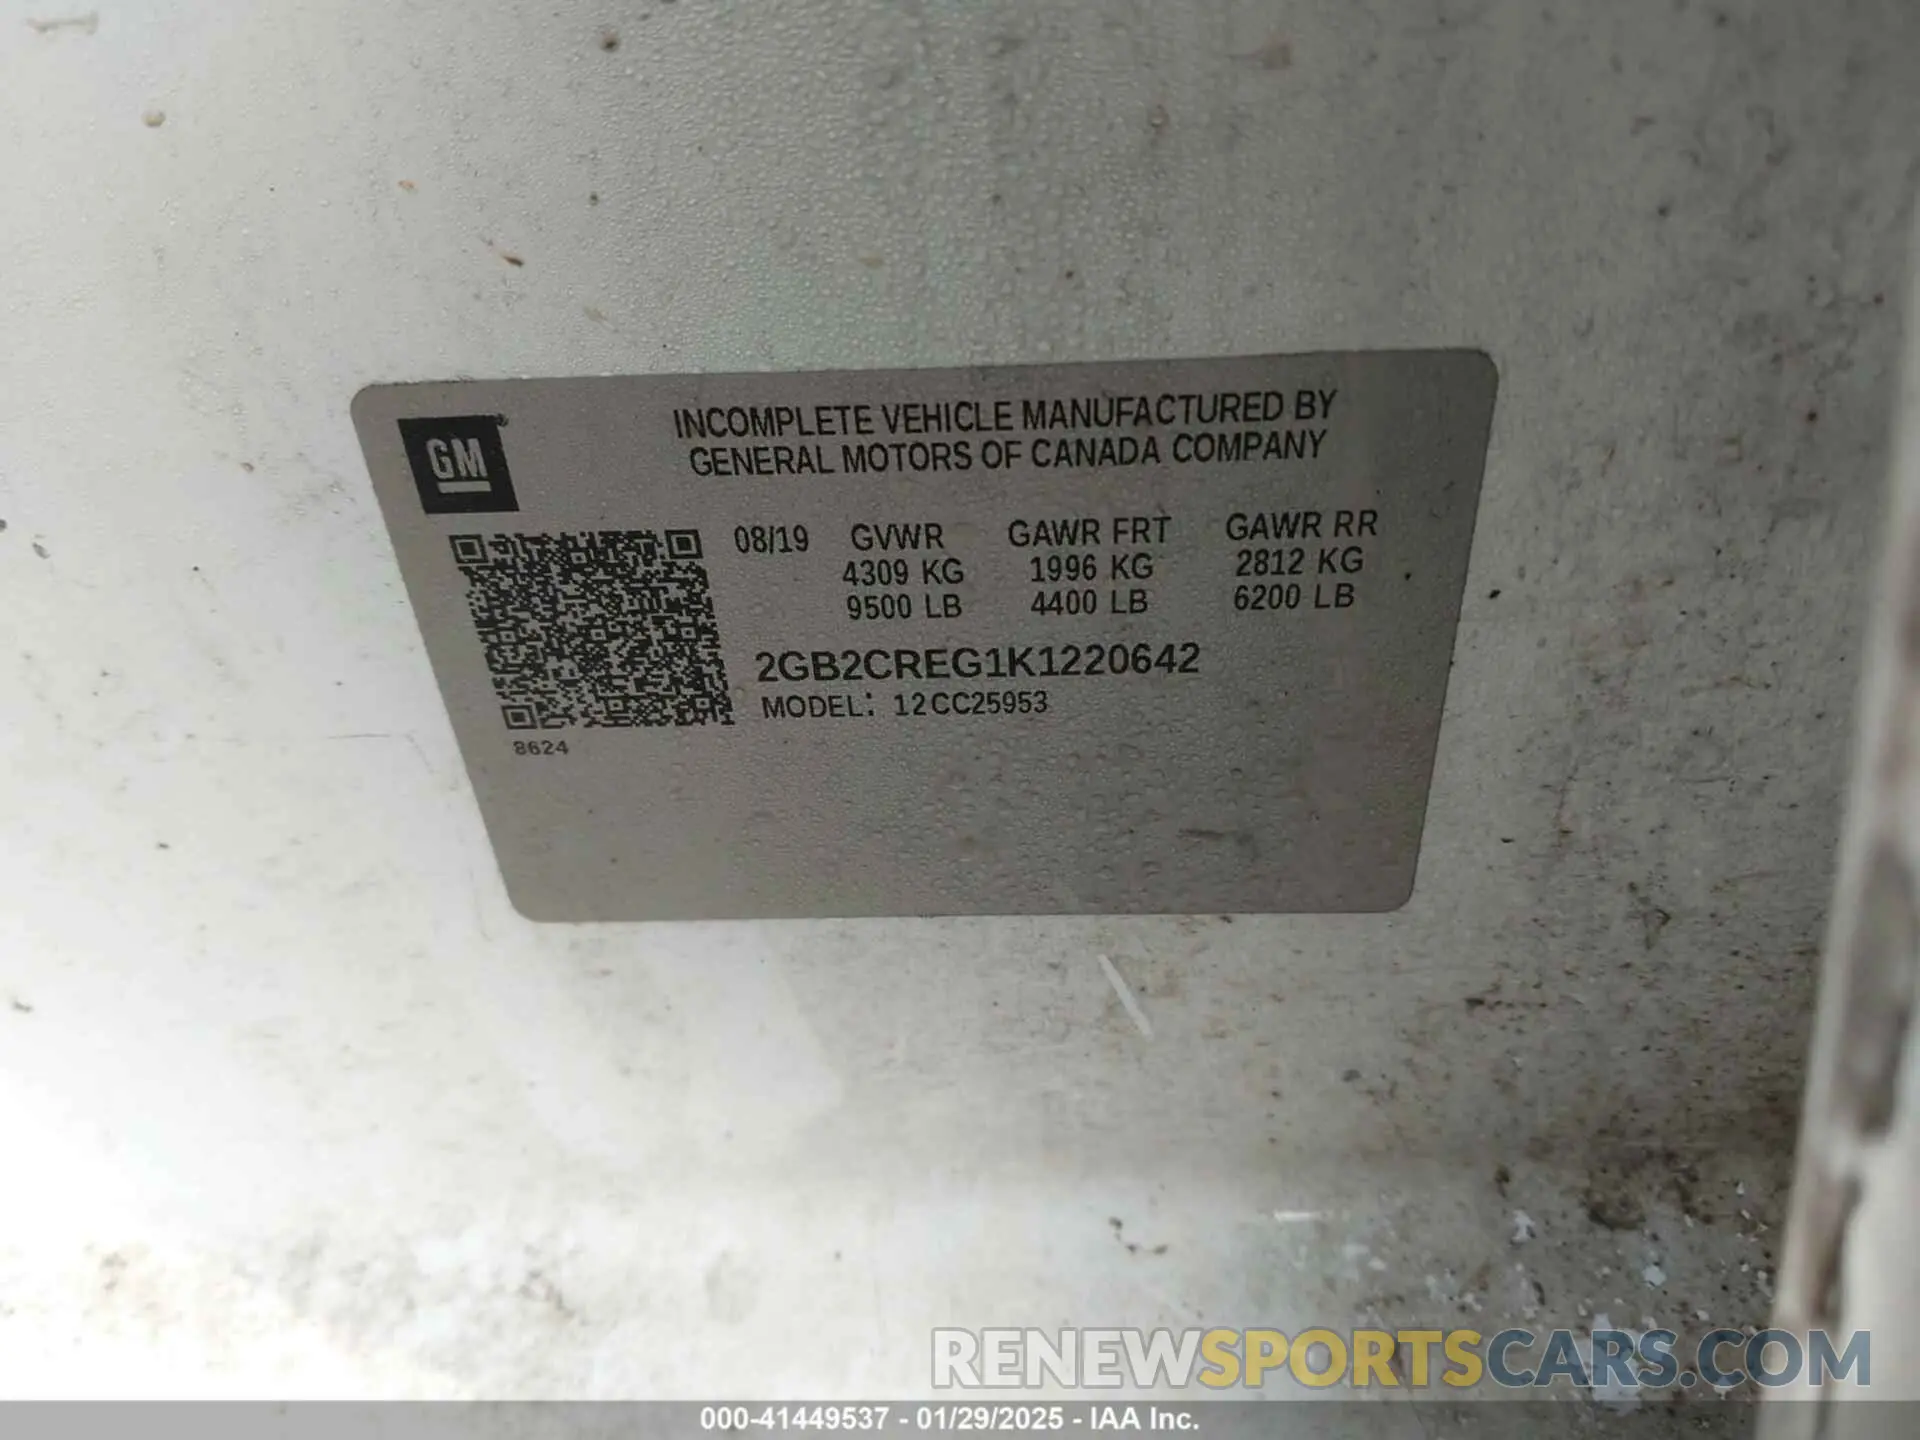 GM®
INCOMPLETE VEHICLE MANUFACTURED BY
GENERAL MOTORS OF CANADA COMPANY
08/19 GVWR GAWR FRT GAWR RR
4309 KG 1996 KG 2812 KG
9500 LB 4400 LB 6200 LB
2GB2CREG1K1220642
MODEL: 12CC25953
8624
RENEWSPORTSCARS.COM
000-41449537 - 01/29/2025 - IAA Inc.